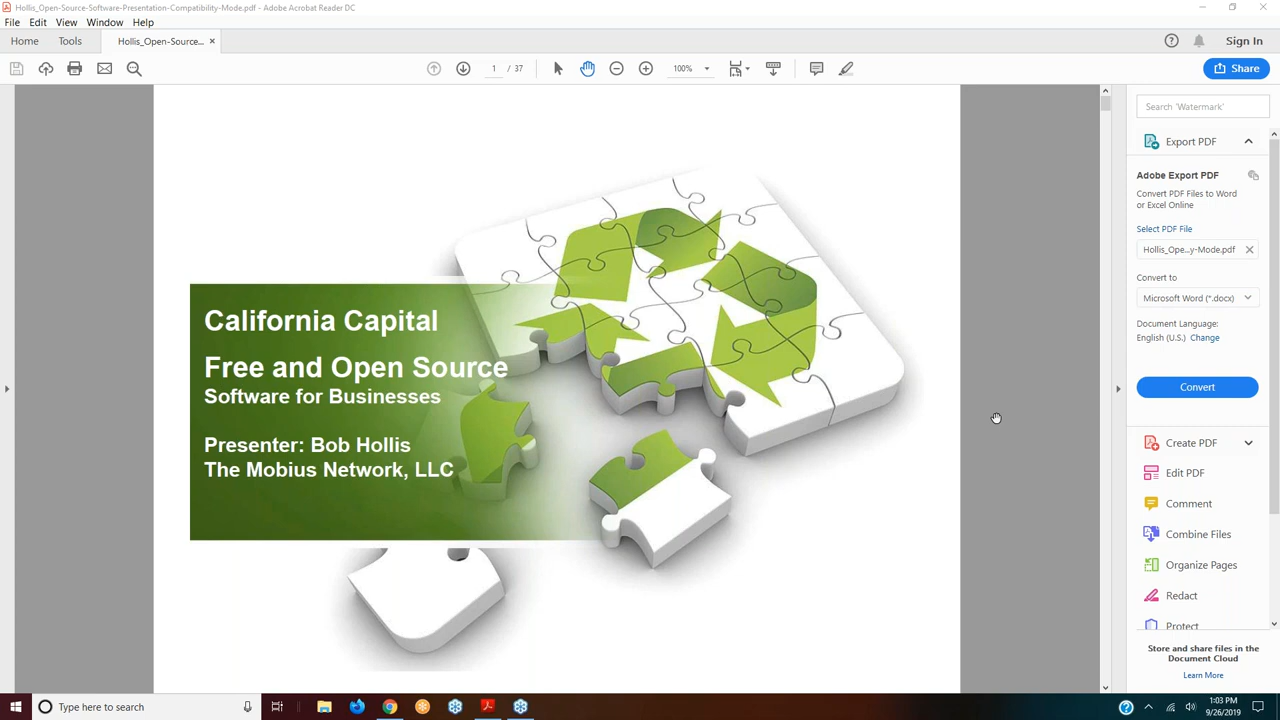 Hollis_Open-Source-Software-Presentation-Compatibility-Mode.pdf - Adobe Acrobat Reader DC
File Edit View Window Help
Home Tools Hollis_Open-Source... × Sign In
1 / 37 100% Share
Search 'Watermark'
Export PDF
Adobe Export PDF
Convert PDF Files to Word
or Excel Online
Select PDF File
Hollis_Ope...y-Mode.pdf
Convert to
Microsoft Word (*.docx)
Document Language:
English (U.S.) Change
Convert
Create PDF
Edit PDF
Comment
Combine Files
Organize Pages
Redact
Protect
Store and share files in the
Document Cloud
Learn More
California Capital
Free and Open Source
Software for Businesses
Presenter: Bob Hollis
The Mobius Network, LLC
Type here to search
1:03 PM
9/26/2019